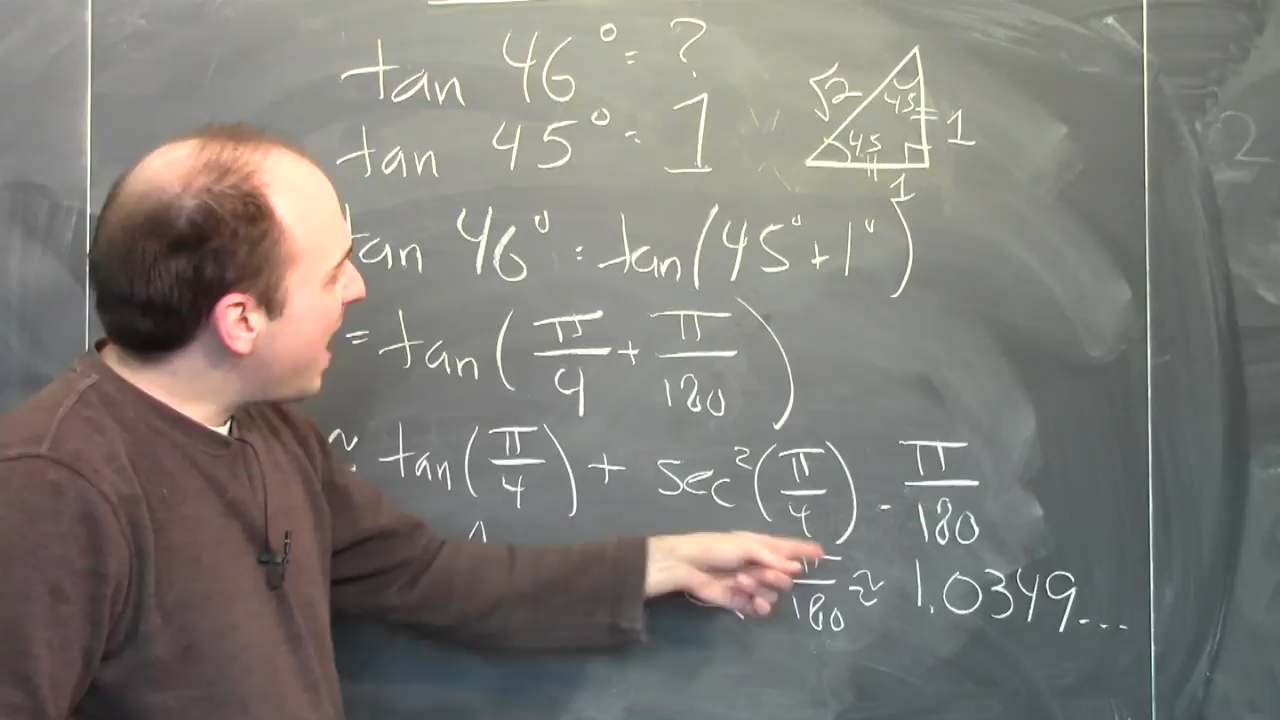 tan 46° = ?
tan 45° = 1
√2 45 45 1 1
tan 46° = tan(45° + 1°)
= tan(π/4 + π/180)
≈ tan(π/4) + sec²(π/4) · π/180
π/180 ≈ 1.0349...
2